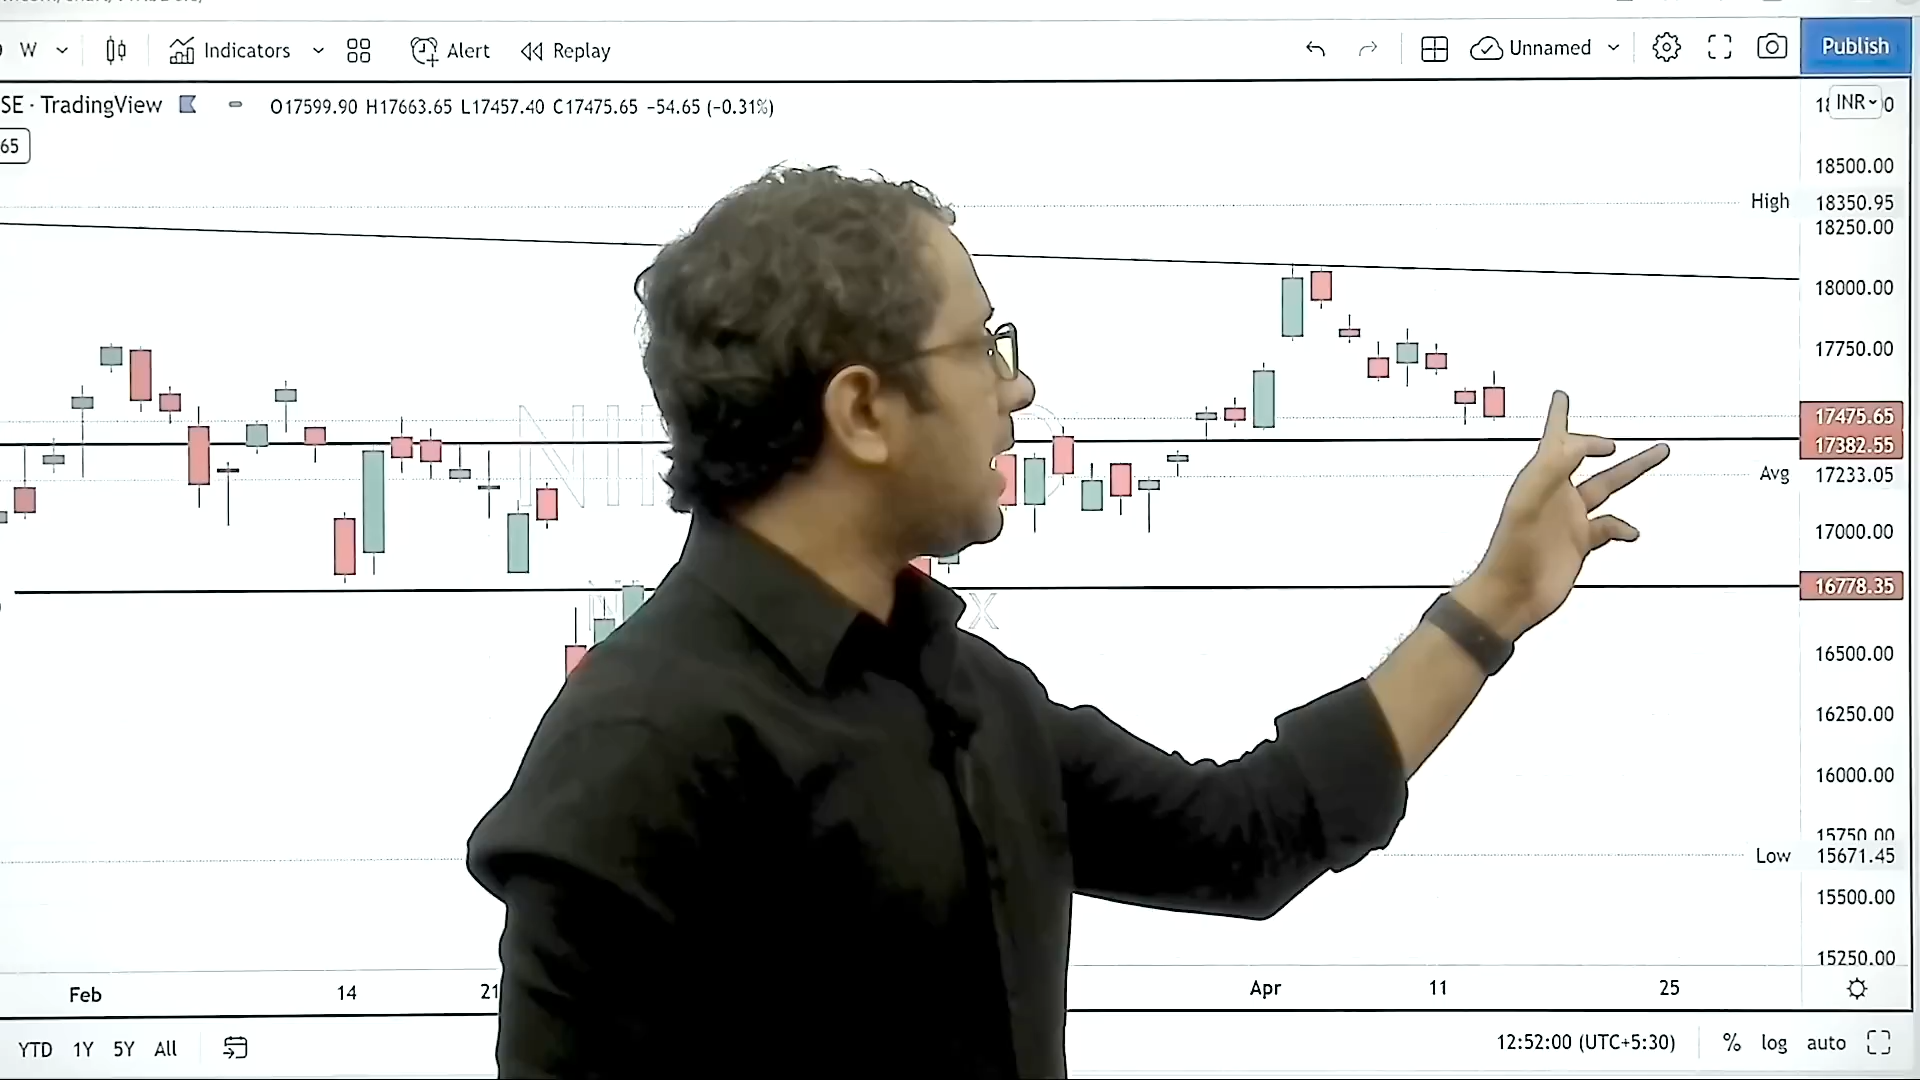 W Indicators Alert Replay Unnamed Publish
SE · TradingView O17599.90 H17663.65 L17457.40 C17475.65 −54.65 (−0.31%)
INR
65
18500.00
High 18350.95
18250.00
18000.00
17750.00
17475.65
17382.55
Avg 17233.05
17000.00
16778.35
X
16500.00
16250.00
16000.00
15750.00
Low 15671.45
15500.00
15250.00
Feb 14 21 Apr 11 25
YTD 1Y 5Y All 12:52:00 (UTC+5:30) % log auto